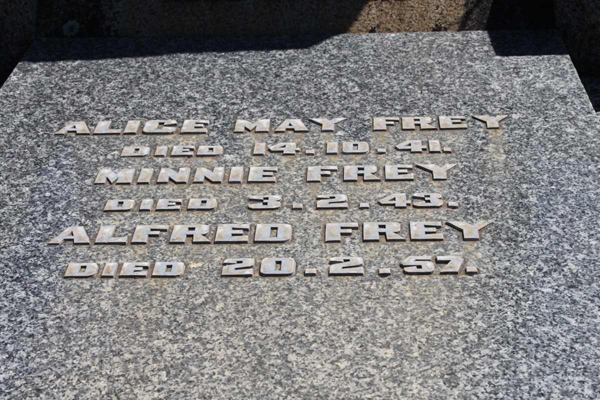 ALICE MAY FREY
DIED 14.10.41.
MINNIE FREY
DIED 3.2.43.
ALFRED FREY
DIED 20.2.57.